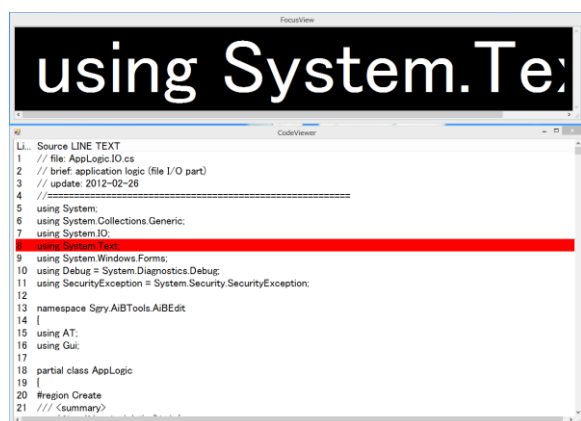 FocusView
using System.Te
CodeViewer
Li... Source LINE TEXT
1 // file: AppLogic.IO.cs
2 // brief: application logic (file I/O part)
3 // update: 2012-02-26
4 //=========================================================
5 using System;
6 using System.Collections.Generic;
7 using System.IO;
8 using System.Text;
9 using System.Windows.Forms;
10 using Debug = System.Diagnostics.Debug;
11 using SecurityException = System.Security.SecurityException;
12
13 namespace Sgry.AiBTools.AiBEdit
14 {
15 using AT;
16 using Gui;
17
18 partial class AppLogic
19 {
20 #region Create
21 /// <summary>